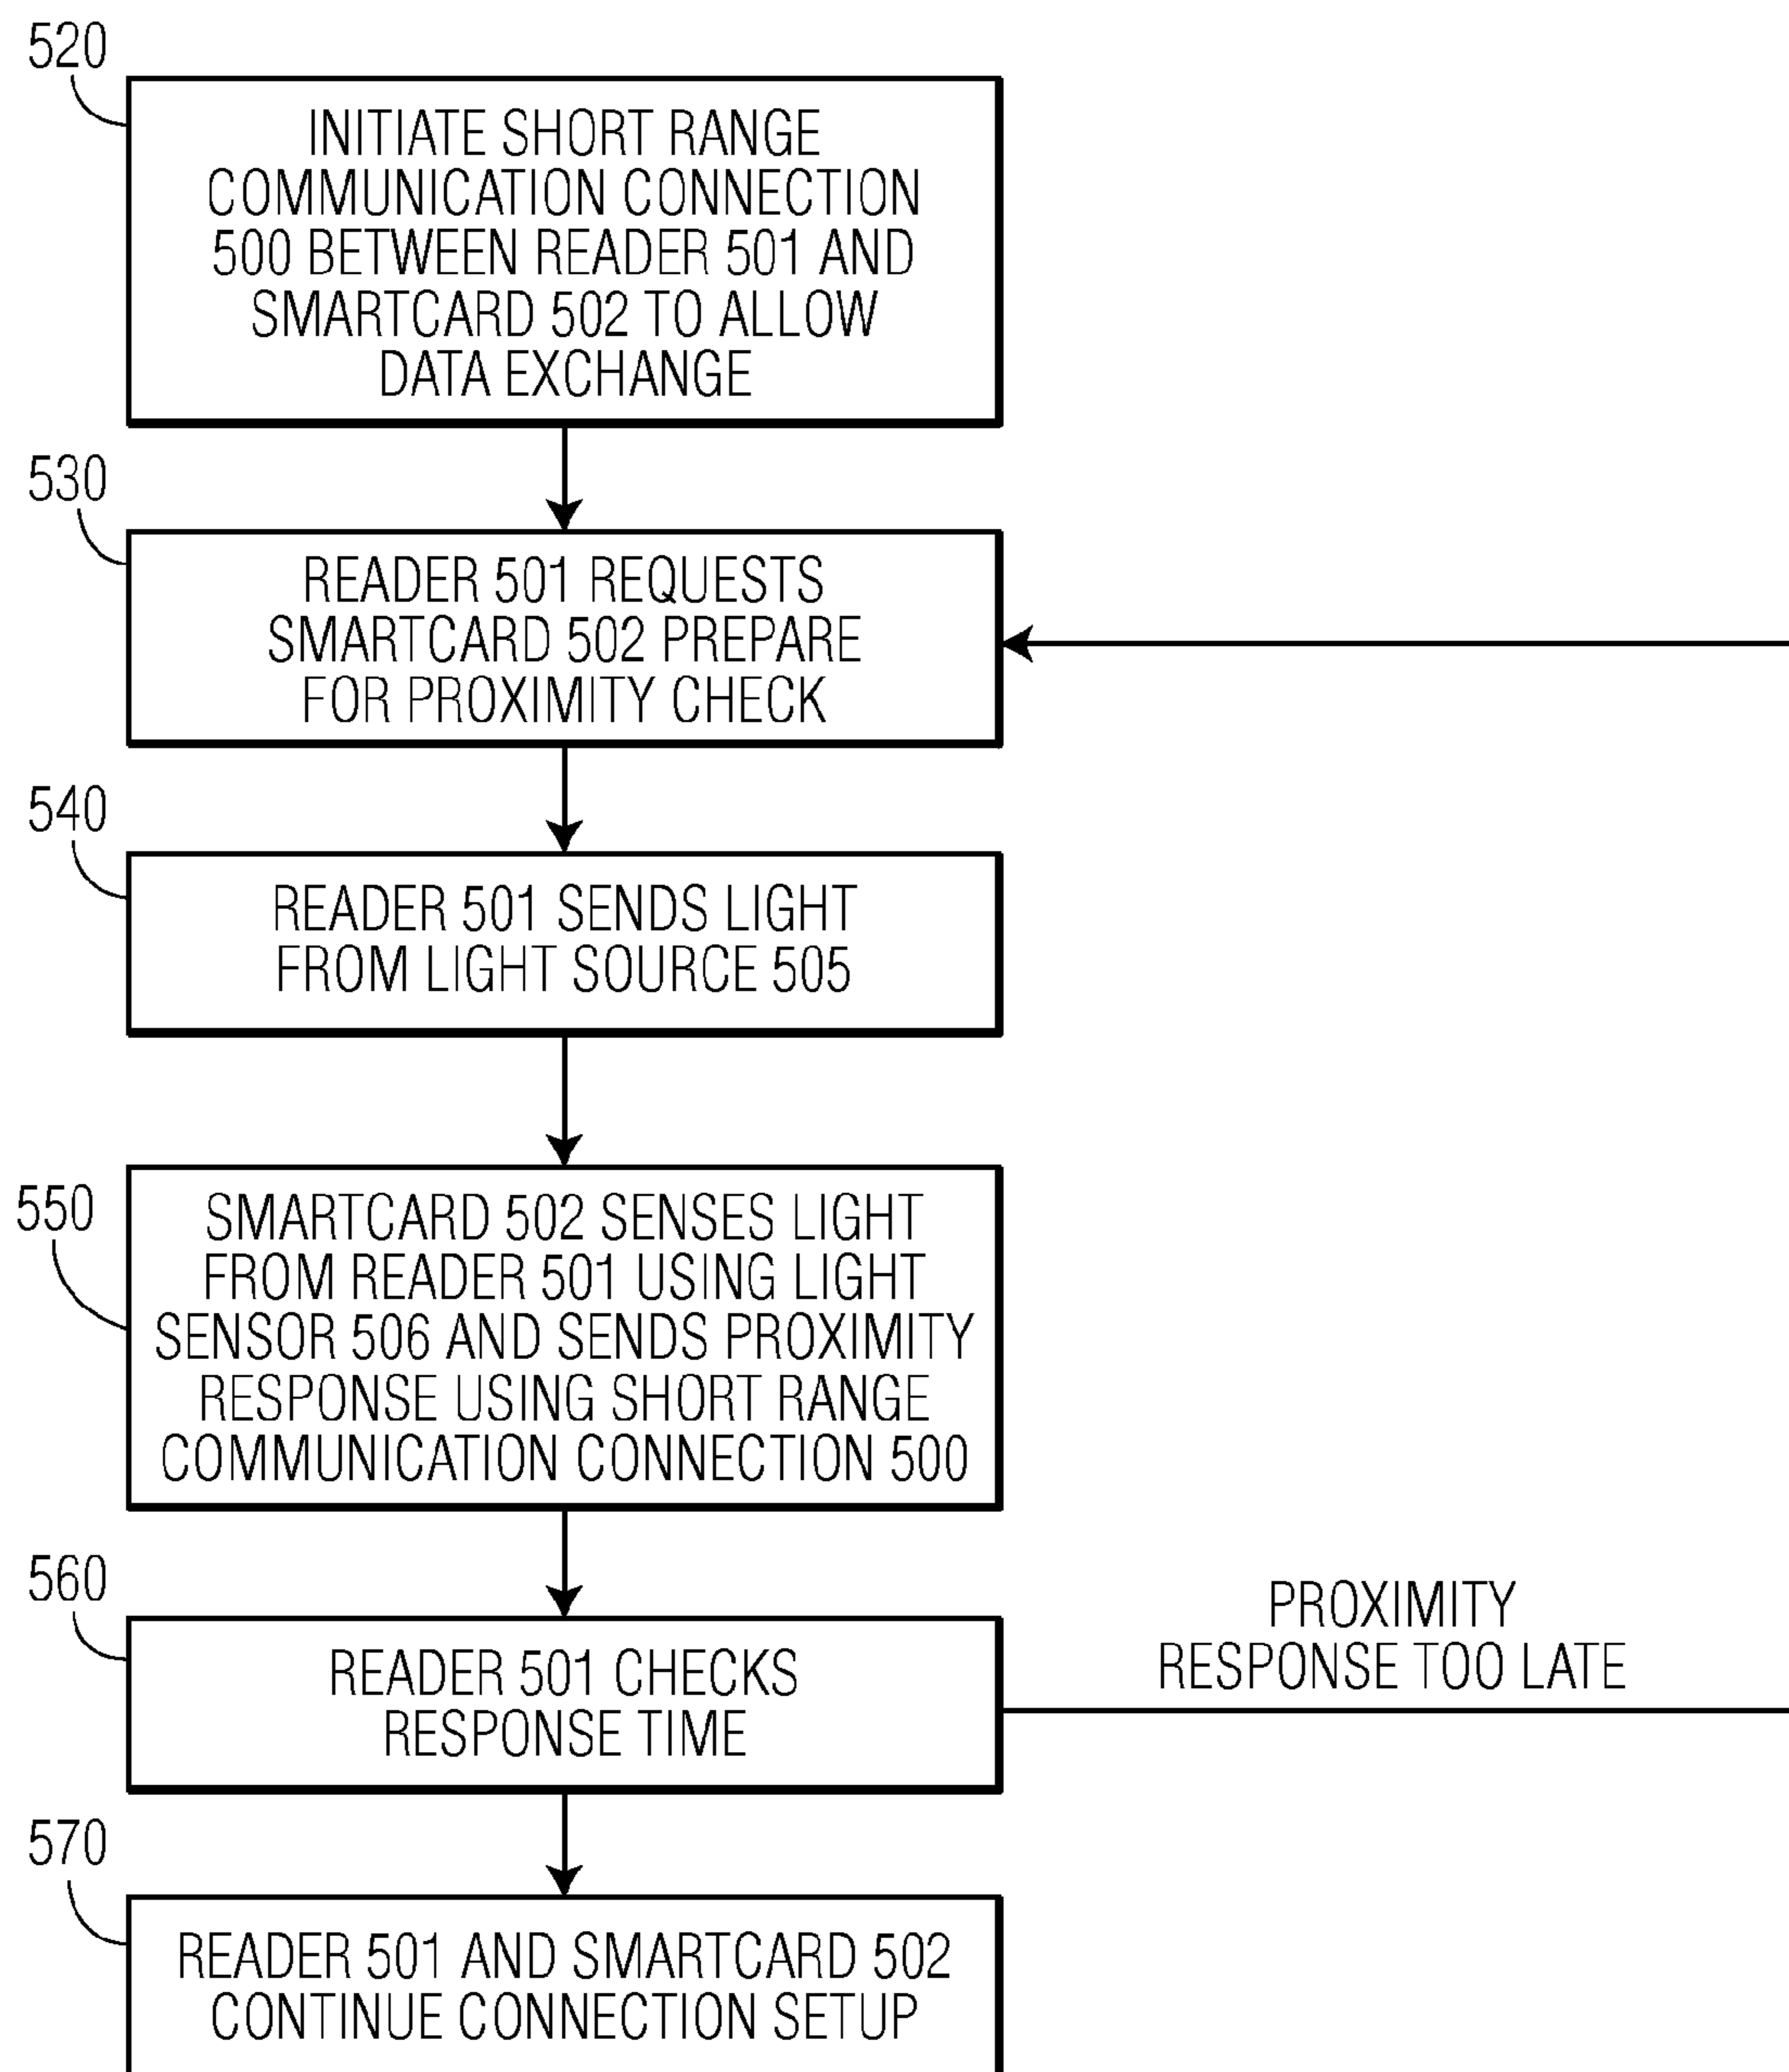 520
INITIATE SHORT RANGE
COMMUNICATION CONNECTION
500 BETWEEN READER 501 AND
SMARTCARD 502 TO ALLOW
DATA EXCHANGE
530
READER 501 REQUESTS
SMARTCARD 502 PREPARE
FOR PROXIMITY CHECK
540
READER 501 SENDS LIGHT
FROM LIGHT SOURCE 505
550
SMARTCARD 502 SENSES LIGHT
FROM READER 501 USING LIGHT
SENSOR 506 AND SENDS PROXIMITY
RESPONSE USING SHORT RANGE
COMMUNICATION CONNECTION 500
560
READER 501 CHECKS
RESPONSE TIME
PROXIMITY
RESPONSE TOO LATE
570
READER 501 AND SMARTCARD 502
CONTINUE CONNECTION SETUP